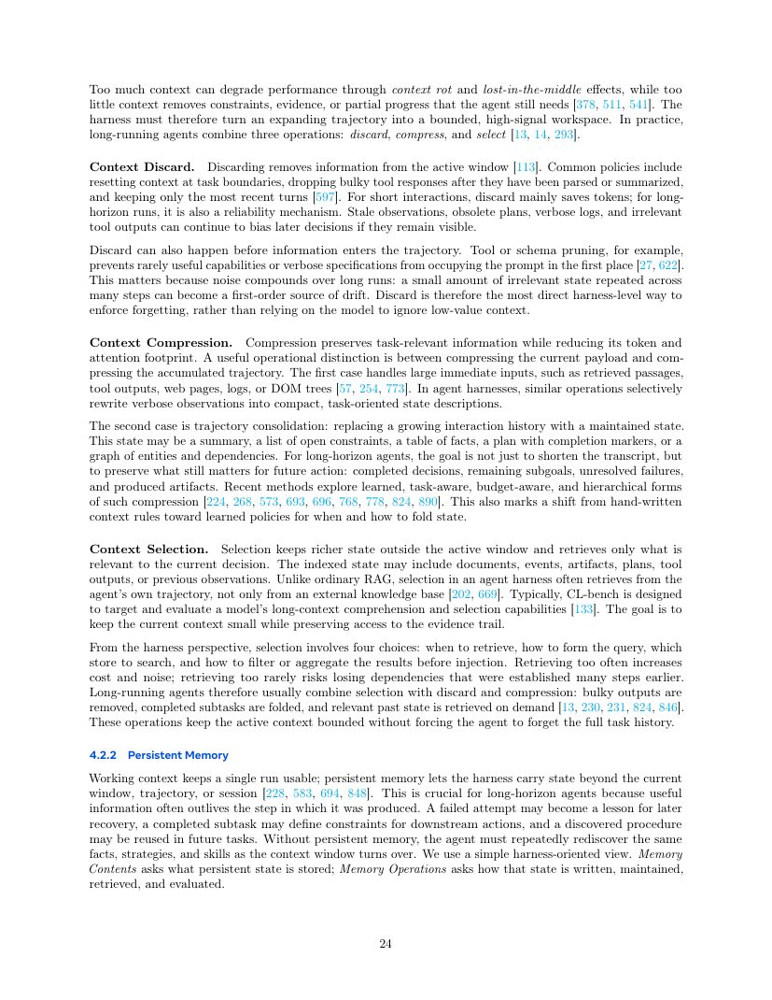 Too much context can degrade performance through context rot and lost-in-the-middle effects, while too
little context removes constraints, evidence, or partial progress that the agent still needs [378, 511, 541]. The
harness must therefore turn an expanding trajectory into a bounded, high-signal workspace. In practice,
long-running agents combine three operations: discard, compress, and select [13, 14, 293].
Context Discard. Discarding removes information from the active window [113]. Common policies include
resetting context at task boundaries, dropping bulky tool responses after they have been parsed or summarized,
and keeping only the most recent turns [597]. For short interactions, discard mainly saves tokens; for long-
horizon runs, it is also a reliability mechanism. Stale observations, obsolete plans, verbose logs, and irrelevant
tool outputs can continue to bias later decisions if they remain visible.
Discard can also happen before information enters the trajectory. Tool or schema pruning, for example,
prevents rarely useful capabilities or verbose specifications from occupying the prompt in the first place [27, 622].
This matters because noise compounds over long runs: a small amount of irrelevant state repeated across
many steps can become a first-order source of drift. Discard is therefore the most direct harness-level way to
enforce forgetting, rather than relying on the model to ignore low-value context.
Context Compression. Compression preserves task-relevant information while reducing its token and
attention footprint. A useful operational distinction is between compressing the current payload and com-
pressing the accumulated trajectory. The first case handles large immediate inputs, such as retrieved passages,
tool outputs, web pages, logs, or DOM trees [57, 254, 773]. In agent harnesses, similar operations selectively
rewrite verbose observations into compact, task-oriented state descriptions.
The second case is trajectory consolidation: replacing a growing interaction history with a maintained state.
This state may be a summary, a list of open constraints, a table of facts, a plan with completion markers, or a
graph of entities and dependencies. For long-horizon agents, the goal is not just to shorten the transcript, but
to preserve what still matters for future action: completed decisions, remaining subgoals, unresolved failures,
and produced artifacts. Recent methods explore learned, task-aware, budget-aware, and hierarchical forms
of such compression [224, 268, 573, 693, 696, 768, 778, 824, 890]. This also marks a shift from hand-written
context rules toward learned policies for when and how to fold state.
Context Selection. Selection keeps richer state outside the active window and retrieves only what is
relevant to the current decision. The indexed state may include documents, events, artifacts, plans, tool
outputs, or previous observations. Unlike ordinary RAG, selection in an agent harness often retrieves from the
agent's own trajectory, not only from an external knowledge base [202, 669]. Typically, CL-bench is designed
to target and evaluate a model's long-context comprehension and selection capabilities [133]. The goal is to
keep the current context small while preserving access to the evidence trail.
From the harness perspective, selection involves four choices: when to retrieve, how to form the query, which
store to search, and how to filter or aggregate the results before injection. Retrieving too often increases
cost and noise; retrieving too rarely risks losing dependencies that were established many steps earlier.
Long-running agents therefore usually combine selection with discard and compression: bulky outputs are
removed, completed subtasks are folded, and relevant past state is retrieved on demand [13, 230, 231, 824, 846].
These operations keep the active context bounded without forcing the agent to forget the full task history.
4.2.2 Persistent Memory
Working context keeps a single run usable; persistent memory lets the harness carry state beyond the current
window, trajectory, or session [228, 583, 694, 848]. This is crucial for long-horizon agents because useful
information often outlives the step in which it was produced. A failed attempt may become a lesson for later
recovery, a completed subtask may define constraints for downstream actions, and a discovered procedure
may be reused in future tasks. Without persistent memory, the agent must repeatedly rediscover the same
facts, strategies, and skills as the context window turns over. We use a simple harness-oriented view. Memory
Contents asks what persistent state is stored; Memory Operations asks how that state is written, maintained,
retrieved, and evaluated.
24